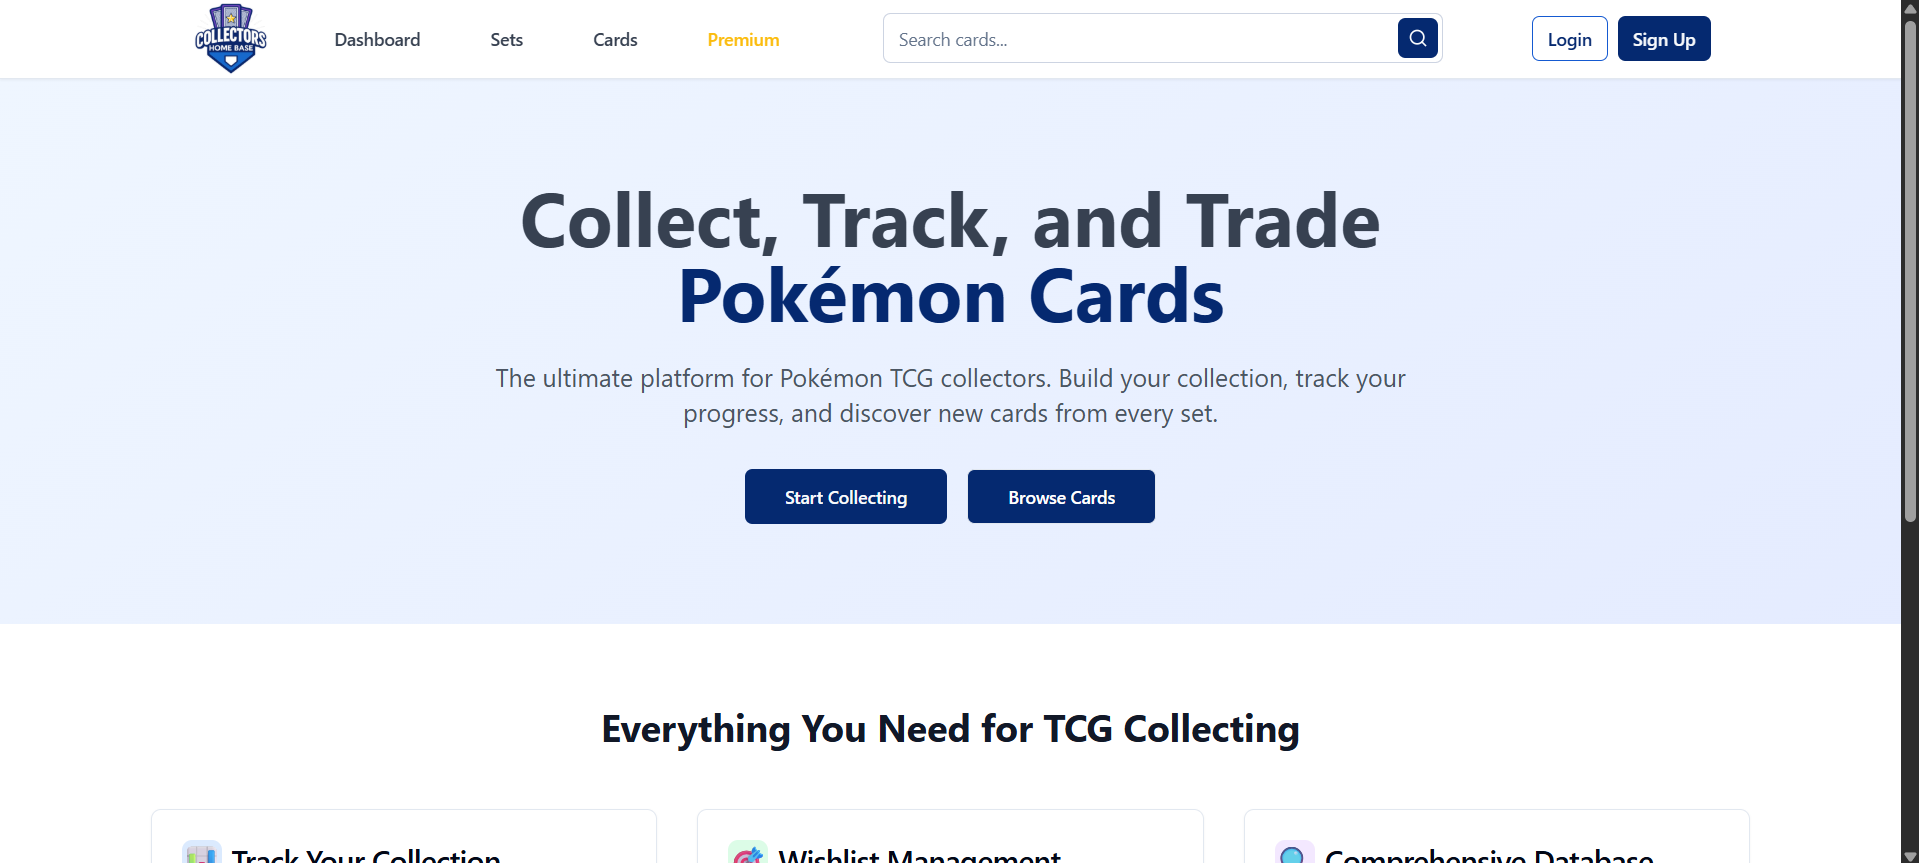 COLLECTORS
HOME BASE
Dashboard
Sets
Cards
Premium
Search cards...
Login
Sign Up
Collect, Track, and Trade
Pokémon Cards
The ultimate platform for Pokémon TCG collectors. Build your collection, track your
progress, and discover new cards from every set.
Start Collecting
Browse Cards
Everything You Need for TCG Collecting
Track Your Collection
Wishlist Management
Comprehensive Database